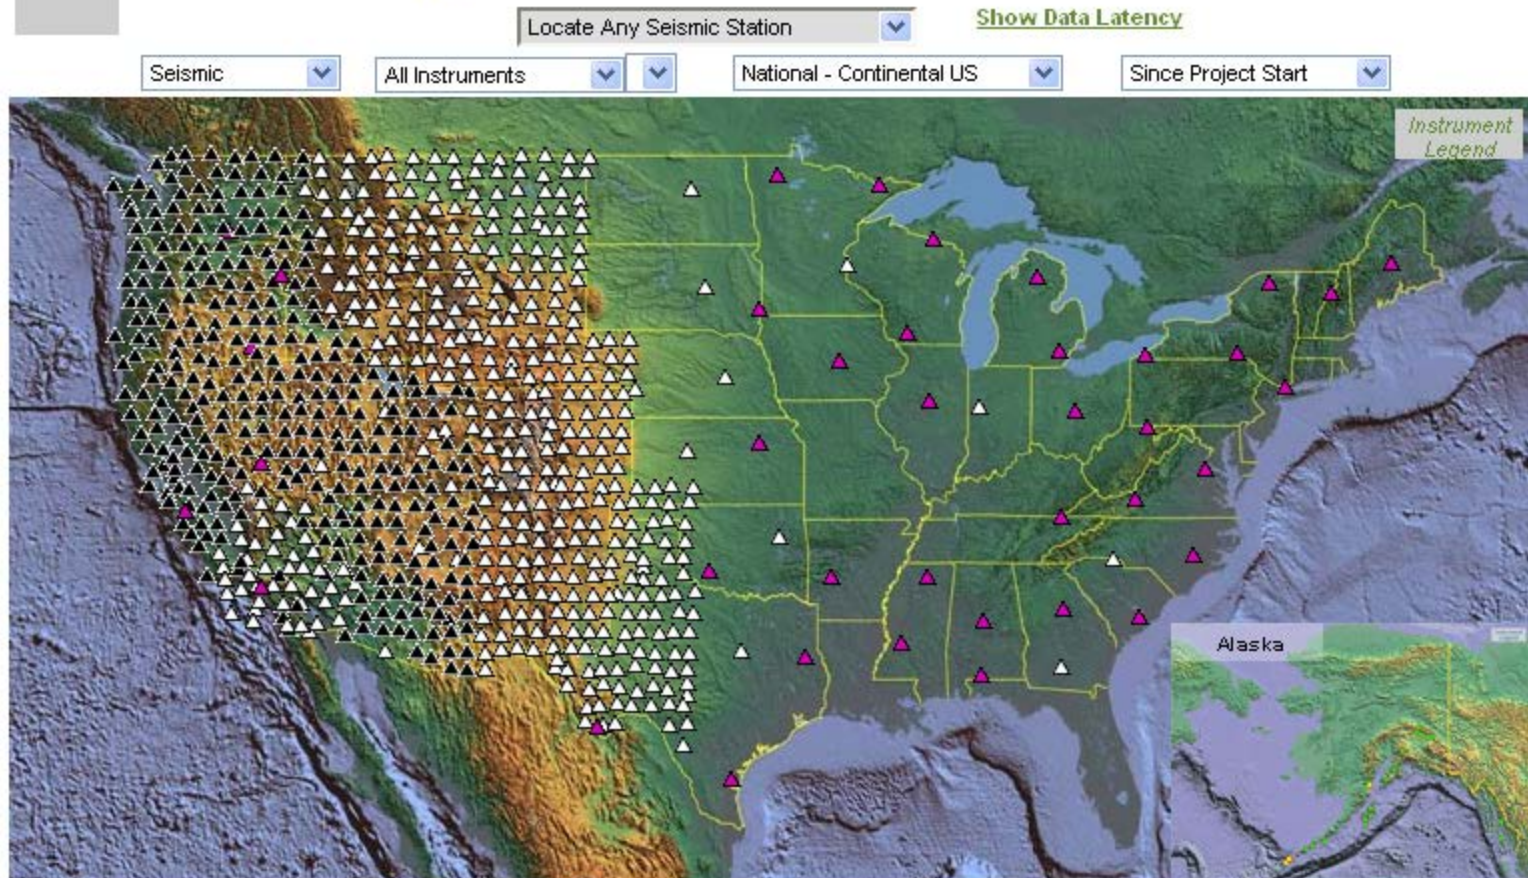 Locate Any Seismic Station
Show Data Latency
Seismic
All Instruments
National - Continental US
Since Project Start
Instrument
Legend
Alaska